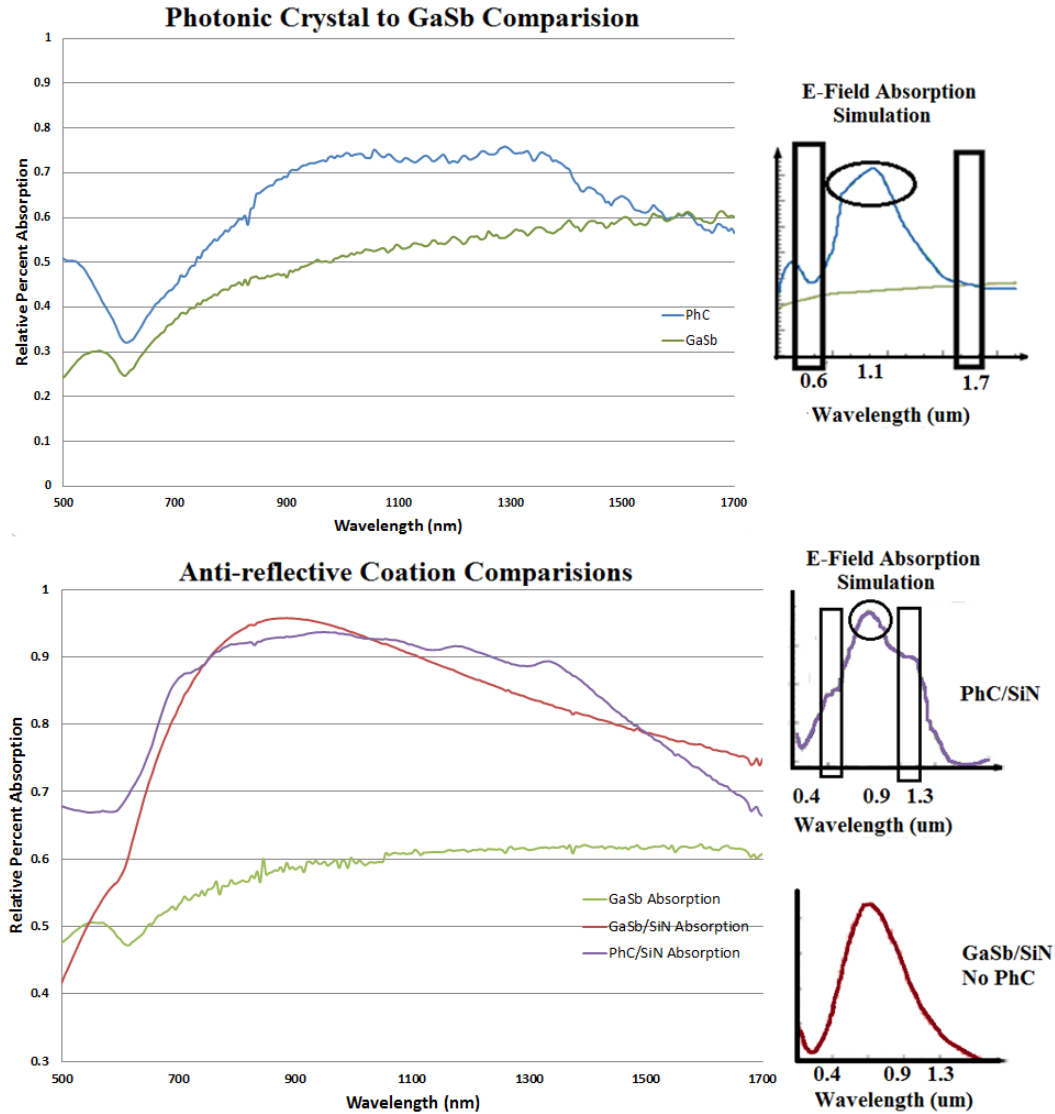 Photonic Crystal to GaSb Comparision
1
0.9
0.8
0.7
0.6
0.5
0.4
0.3
0.2
0.1
0
Relative Percent Absorption
PhC
GaSb
500
700
900
1100
1300
1500
1700
Wavelength (nm)
E-Field Absorption
Simulation
0.6
1.1
1.7
Wavelength (um)
Anti-reflective Coation Comparisions
1
0.9
0.8
0.7
0.6
0.5
0.4
0.3
Relative Percent Absorption
GaSb Absorption
GaSb/SiN Absorption
PhC/SiN Absorption
500
700
900
1100
1300
1500
1700
Wavelength (nm)
E-Field Absorption
Simulation
PhC/SiN
0.4
0.9
1.3
Wavelength (um)
GaSb/SiN
No PhC
0.4
0.9
1.3
Wavelength (um)